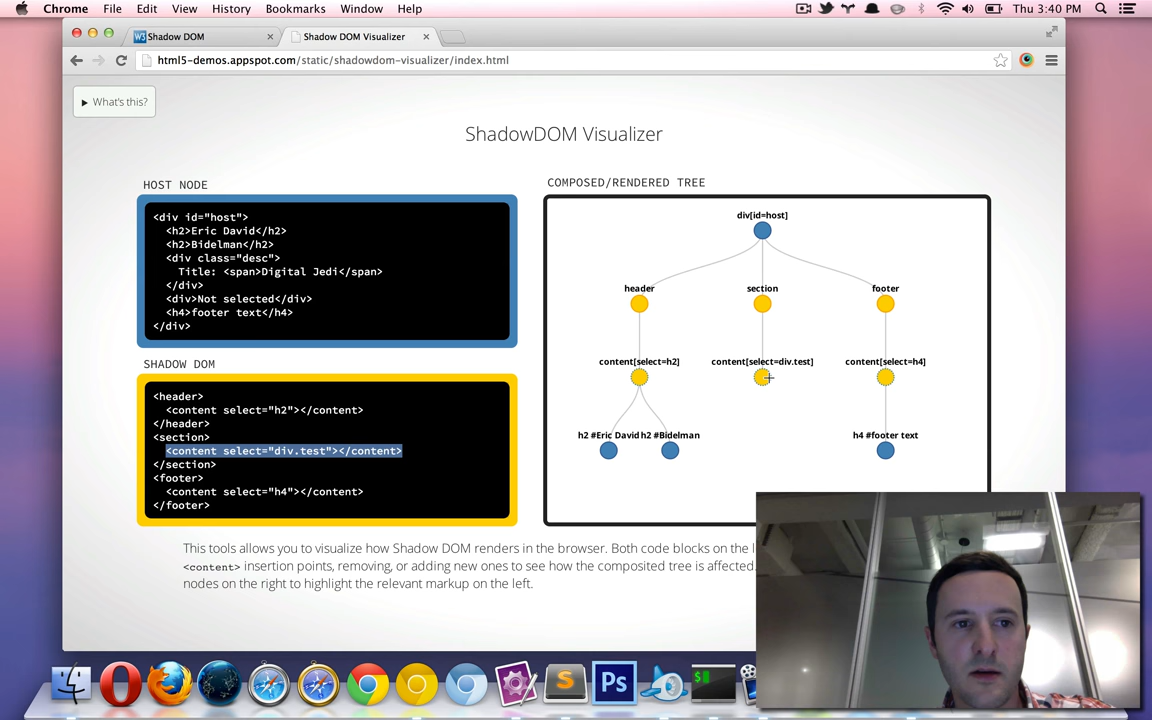 Chrome File Edit View History Bookmarks Window Help Thu 3:40 PM
Shadow DOM Shadow DOM Visualizer
html5-demos.appspot.com/static/shadowdom-visualizer/index.html
▶ What's this?
ShadowDOM Visualizer
HOST NODE
<div id="host">
<h2>Eric David</h2>
<h2>Bidelman</h2>
<div class="desc">
Title: <span>Digital Jedi</span>
</div>
<div>Not selected</div>
<h4>footer text</h4>
</div>
SHADOW DOM
<header>
<content select="h2"></content>
</header>
<section>
<content select="div.test"></content>
</section>
<footer>
<content select="h4"></content>
</footer>
COMPOSED/RENDERED TREE
div[id=host]
header section footer
content[select=h2] content[select=div.test] content[select=h4]
h2 #Eric David h2 #Bidelman h4 #footer text
This tools allows you to visualize how Shadow DOM renders in the browser. Both code blocks on the
<content> insertion points, removing, or adding new ones to see how the composited tree is affected.
nodes on the right to highlight the relevant markup on the left.
S
Ps
$